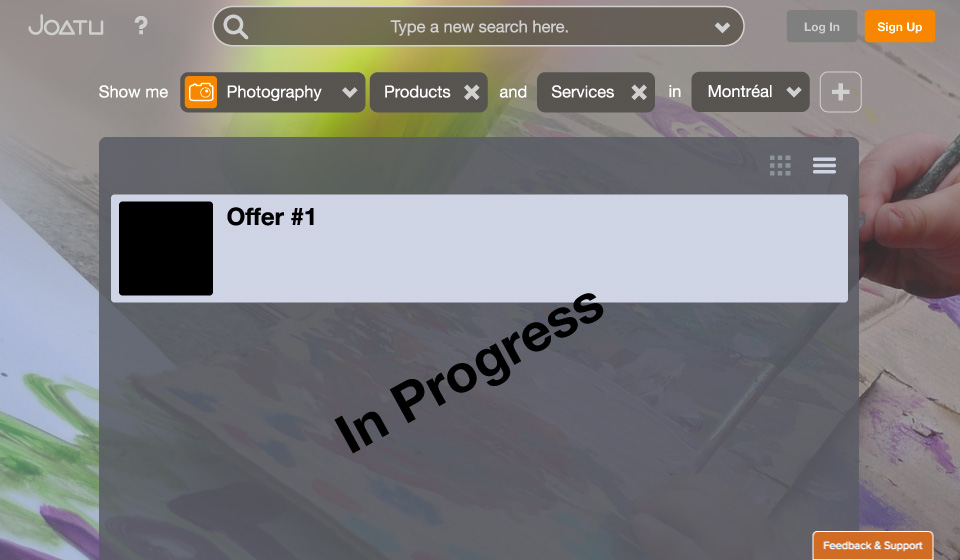 JOATU ? Type a new search here. Log In Sign Up
Show me Photography Products and Services in Montréal
Offer #1
In Progress
Feedback & Support